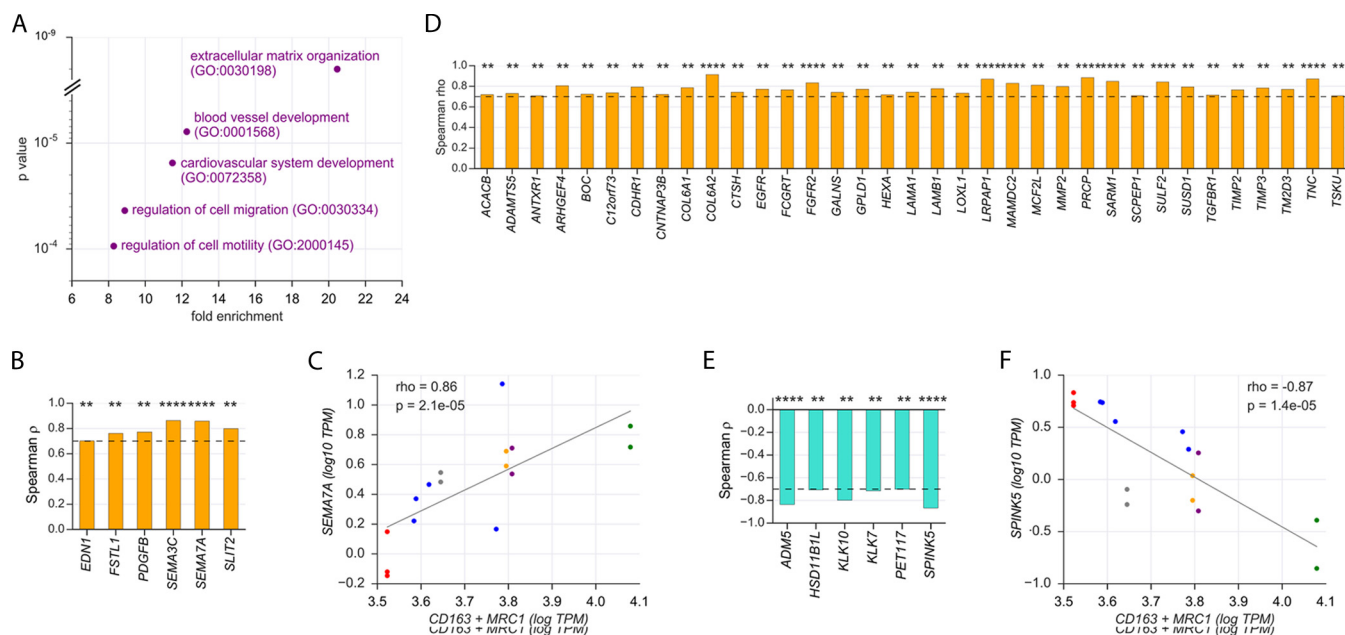 A
10-9
extracellular matrix organization
(GO:0030198)
blood vessel development
(GO:0001568)
10-5
cardiovascular system development
(GO:0072358)
regulation of cell migration (GO:0030334)
10-4
regulation of cell motility (GO:2000145)
p value
6 8 10 12 14 16 18 20 22 24
fold enrichment
D
** ** ** ** ** ** ** ** ** **** ** ** ** **** ** ** ** ** ** ** **** **** ** ** **** **** ** **** ** ** ** ** ** **** **
1.0
0.8
0.6
0.4
0.2
0.0
Spearman rho
ACACB ADAMTS5 ANTXR1 ARHGEF4 BOC C12orf73 CDHR1 CNTNAP3B COL6A1 COL6A2 CTSH EGFR FCGRT FGFR2 GALNS GPLD1 HEXA LAMA1 LAMB1 LOXL1 LRPAP1 MAMDC2 MCF2L MMP2 PRCP SARM1 SCPEP1 SULF2 SUSD1 TGFBR1 TIMP2 TIMP3 TM2D3 TNC TSKU
B
** ** ** **** **** **
1.0
0.8
0.6
0.4
0.2
0.0
Spearman ρ
EDN1 FSTL1 PDGFB SEMA3C SEMA7A SLIT2
C
rho = 0.86
p = 2.1e-05
1.2
1.0
0.8
0.6
0.4
0.2
0.0
−0.2
SEMA7A (log10 TPM)
3.5 3.6 3.7 3.8 3.9 4.0 4.1
CD163 + MRC1 (log TPM)
CD163 + MRC1 (log TPM)
E
**** ** ** ** ** ****
0.0
−0.2
−0.4
−0.6
−0.8
−1.0
Spearman ρ
ADM5 HSD11B1L KLK10 KLK7 PET117 SPINK5
F
rho = -0.87
p = 1.4e-05
1.0
0.5
0.0
−0.5
−1.0
SPINK5 (log10 TPM)
3.5 3.6 3.7 3.8 3.9 4.0 4.1
CD163 + MRC1 (log TPM)
CD163 + MRC1 (log TPM)